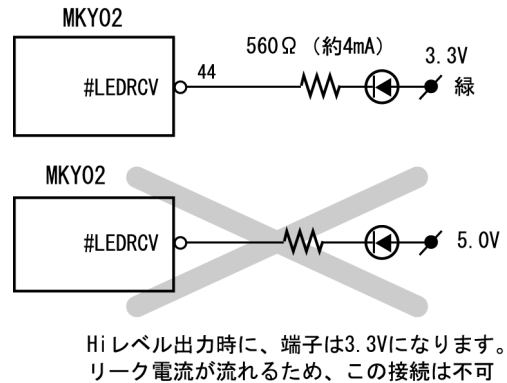 MKY02
#LEDRCV
44
560Ω (約4mA)
3.3V
緑
MKY02
#LEDRCV
5.0V
Hiレベル出力時に、端子は3.3Vになります。
リーク電流が流れるため、この接続は不可